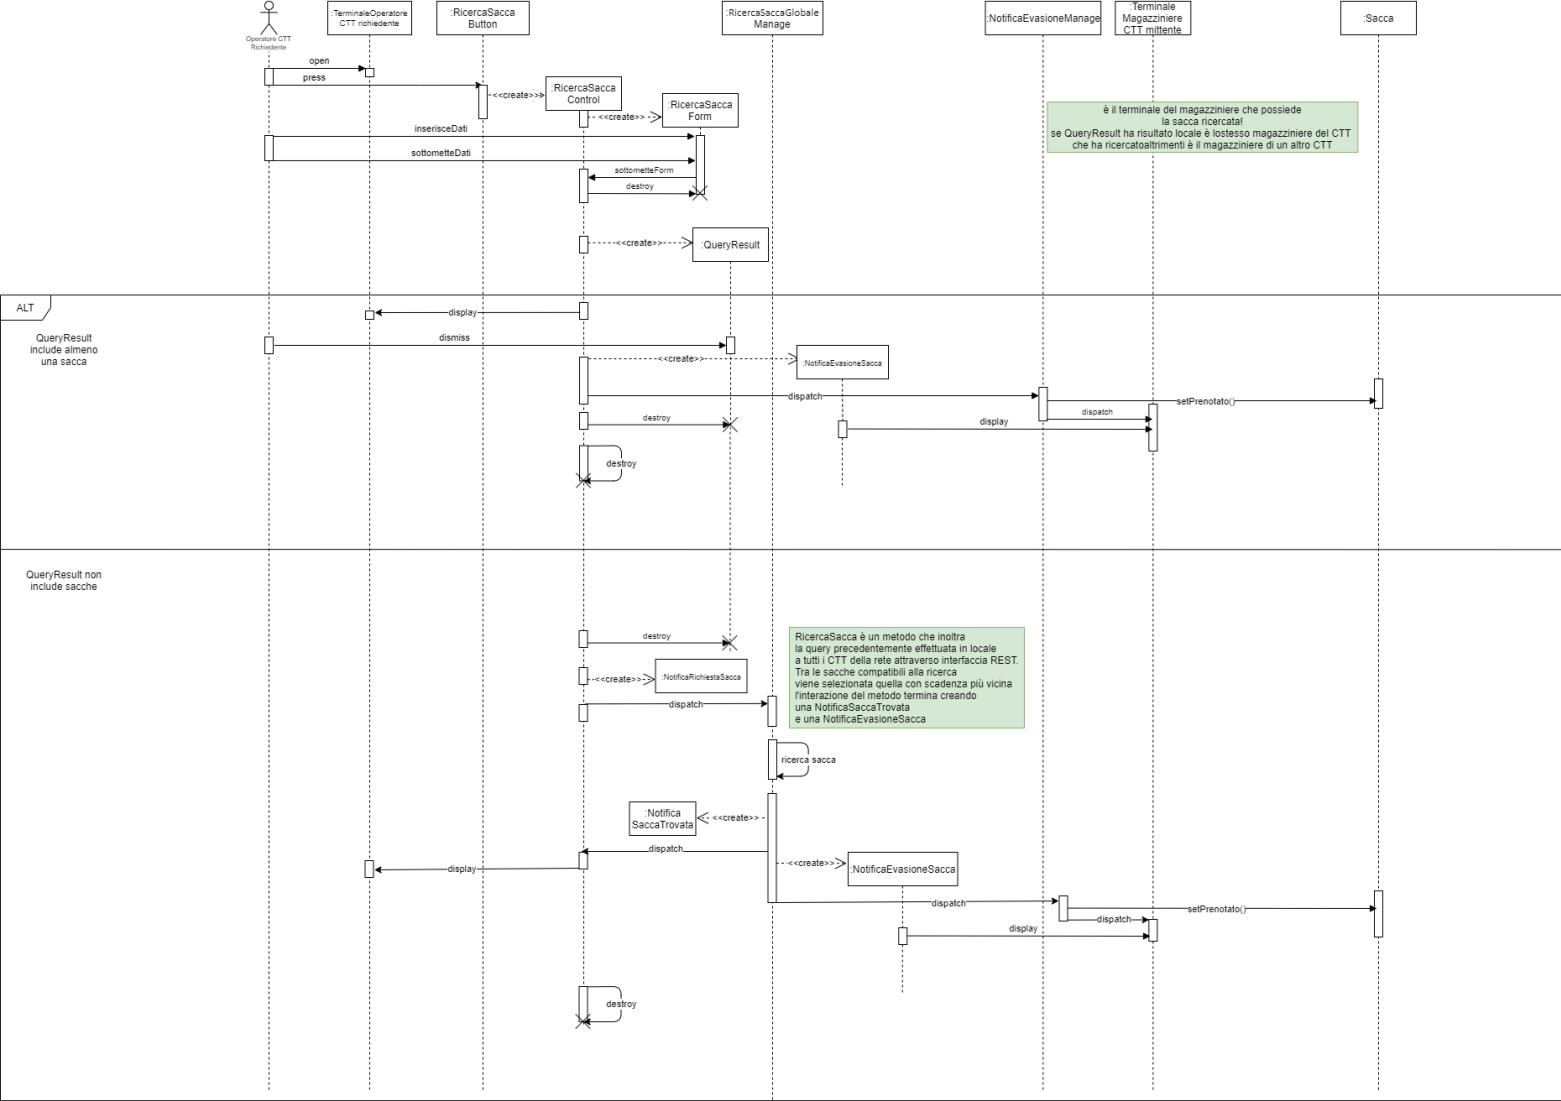 Operatore CTT
Richiedente
:TerminaleOperatore
CTT richiedente
:RicercaSacca
Button
:RicercaSaccaGlobale
Manage
:NotificaEvasioneManage
:Terminale
Magazziniere
CTT mittente
:Sacca
open
press
<<create>>
:RicercaSacca
Control
<<create>>
:RicercaSacca
Form
è il terminale del magazziniere che possiede
la sacca ricercata!
se QueryResult ha risultato locale è lostesso magazziniere del CTT
che ha ricercatoaltrimenti è il magazziniere di un altro CTT
inserisceDati
sottometteDati
sottometteForm
destroy
<<create>>
:QueryResult
ALT
display
QueryResult
include almeno
una sacca
dismiss
<<create>>
:NotificaEvasioneSacca
dispatch
setPrenotato()
dispatch
destroy
display
destroy
QueryResult non
include sacche
destroy
RicercaSacca è un metodo che inoltra
la query precedentemente effettuata in locale
a tutti i CTT della rete attraverso interfaccia REST.
Tra le sacche compatibili alla ricerca
viene selezionata quella con scadenza più vicina
l'interazione del metodo termina creando
una NotificaSaccaTrovata
e una NotificaEvasioneSacca
<<create>>
:NotificaRichiestaSacca
dispatch
ricerca sacca
:Notifica
SaccaTrovata
<<create>>
dispatch
<<create>>
:NotificaEvasioneSacca
display
dispatch
setPrenotato()
dispatch
display
destroy